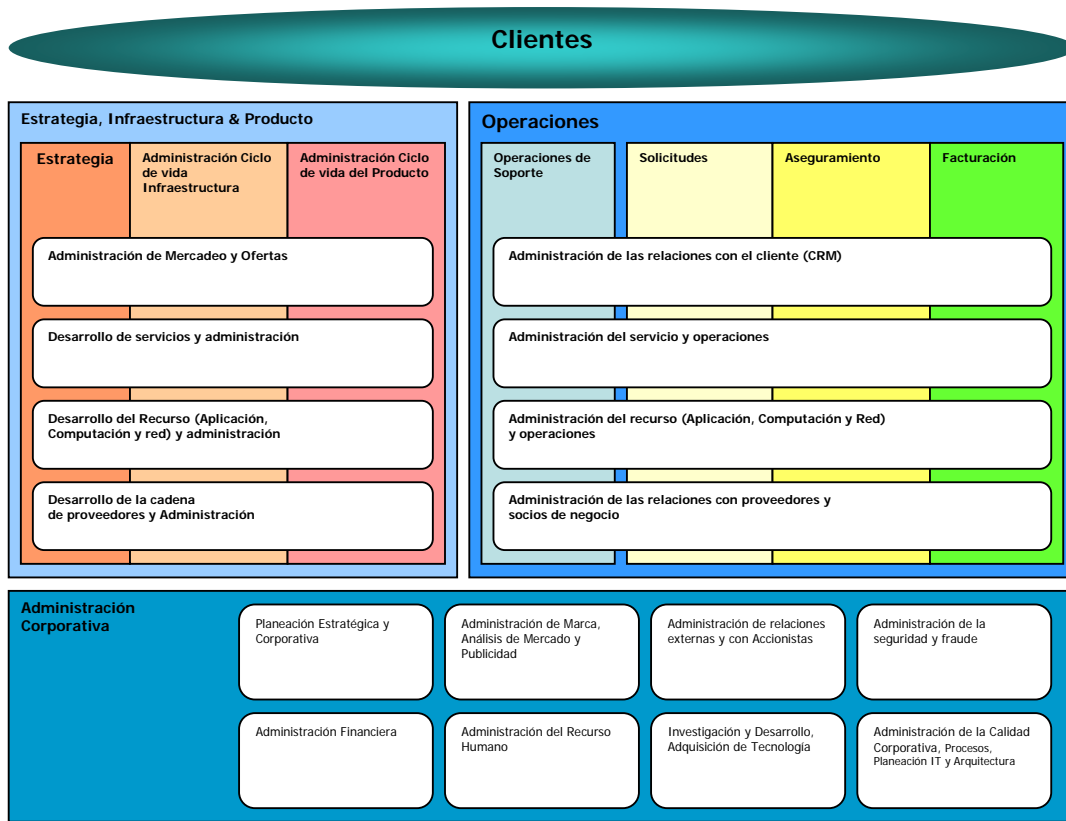 Clientes
Estrategia, Infraestructura & Producto
Estrategia
Administración Ciclo
de vida
Infraestructura
Administración Ciclo
de vida del Producto
Administración de Mercadeo y Ofertas
Desarrollo de servicios y administración
Desarrollo del Recurso (Aplicación,
Computación y red) y administración
Desarrollo de la cadena
de proveedores y Administración
Operaciones
Operaciones de
Soporte
Solicitudes
Aseguramiento
Facturación
Administración de las relaciones con el cliente (CRM)
Administración del servicio y operaciones
Administración del recurso (Aplicación, Computación y Red)
y operaciones
Administración de las relaciones con proveedores y
socios de negocio
Administración
Corporativa
Planeación Estratégica y
Corporativa
Administración de Marca,
Análisis de Mercado y
Publicidad
Administración de relaciones
externas y con Accionistas
Administración de la
seguridad y fraude
Administración Financiera
Administración del Recurso
Humano
Investigación y Desarrollo,
Adquisición de Tecnología
Administración de la Calidad
Corporativa, Procesos,
Planeación IT y Arquitectura